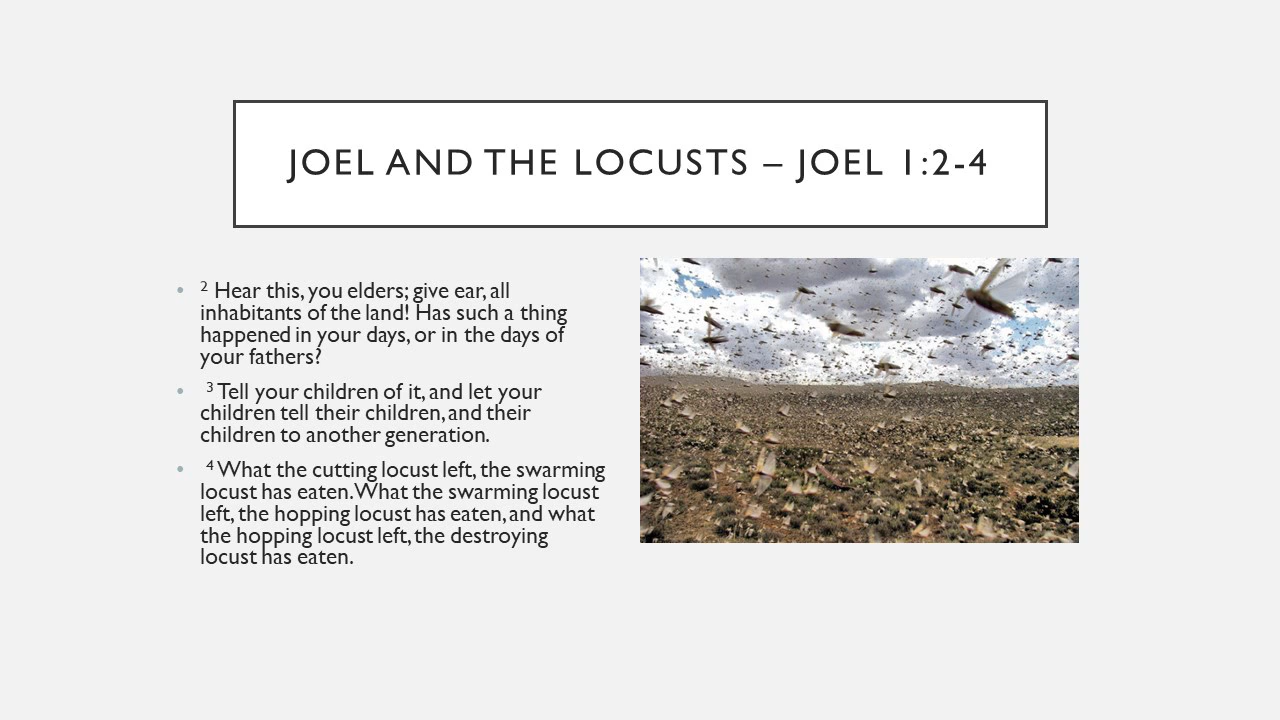 JOEL AND THE LOCUSTS – JOEL 1:2-4
• ² Hear this, you elders; give ear, all
inhabitants of the land! Has such a thing
happened in your days, or in the days of
your fathers?
• ³ Tell your children of it, and let your
children tell their children, and their
children to another generation.
• ⁴ What the cutting locust left, the swarming
locust has eaten. What the swarming locust
left, the hopping locust has eaten, and what
the hopping locust left, the destroying
locust has eaten.